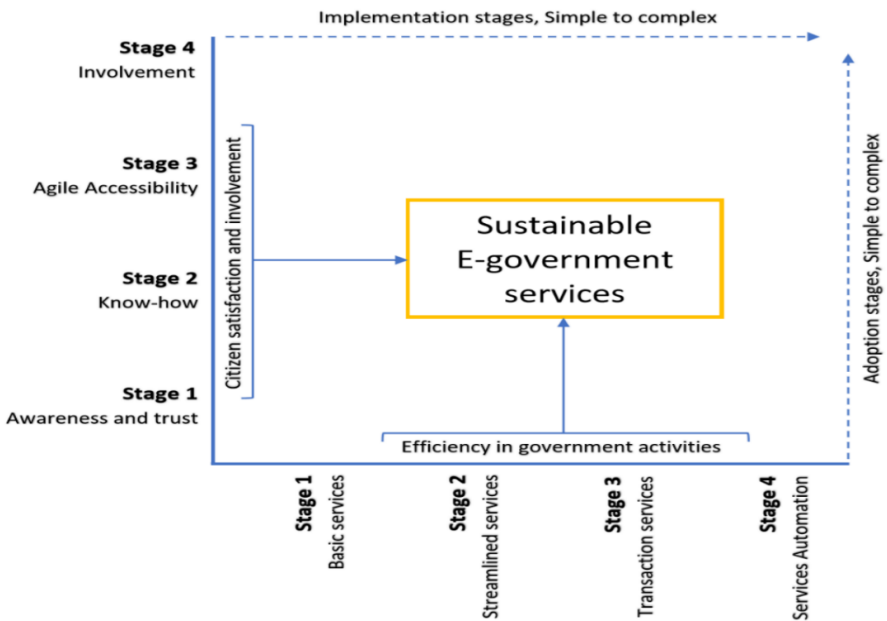 Implementation stages, Simple to complex
Stage 4
Involvement
Stage 3
Agile Accessibility
Stage 2
Know-how
Stage 1
Awareness and trust
Citizen satisfaction and involvement
Sustainable
E-government
services
Adoption stages, Simple to complex
Efficiency in government activities
Stage 1
Basic services
Stage 2
Streamlined services
Stage 3
Transaction services
Stage 4
Services Automation